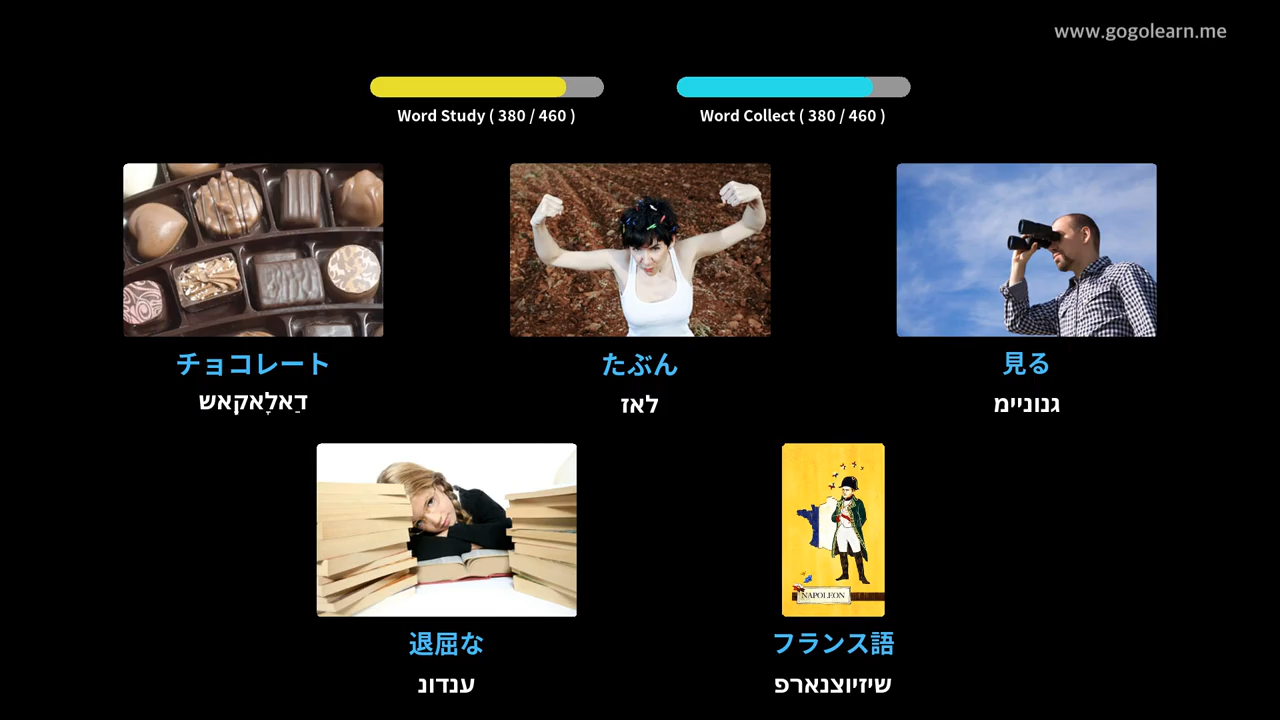 www.gogolearn.me
Word Study ( 380 / 460 )
Word Collect ( 380 / 460 )
チョコレート
たぶん
見る
דַאלָאקאש
לאז
גנוניימ
退屈な
フランス語
NAPOLEON
ענדונ
שיזיוצנארפ